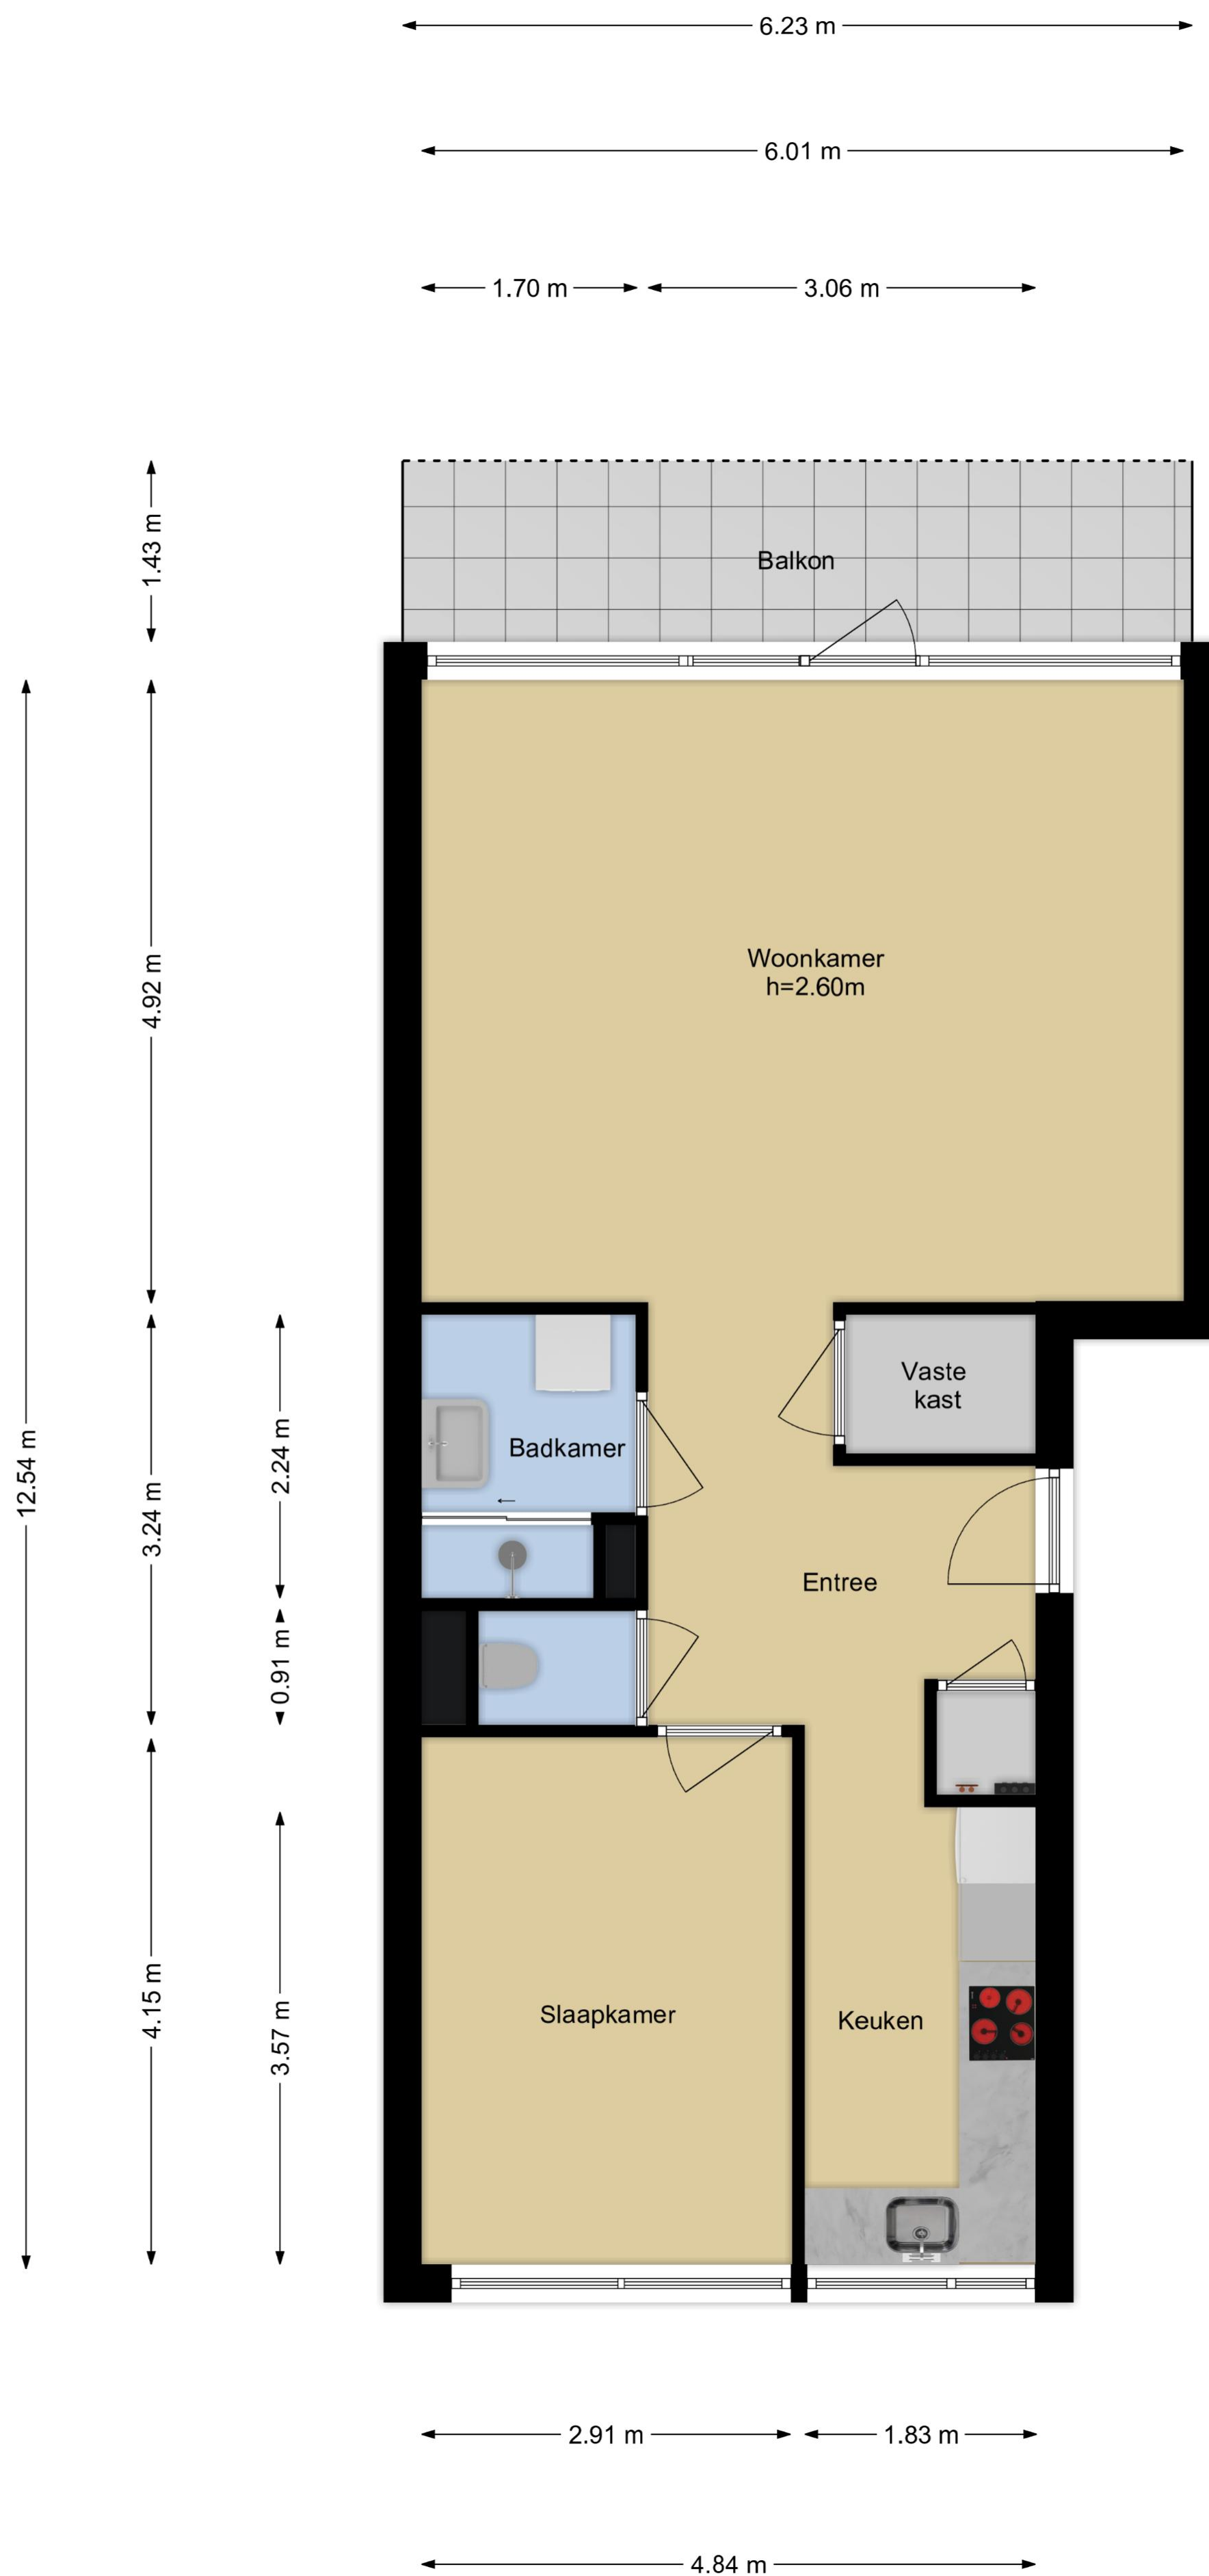 6.23 m
6.01 m
1.70 m
3.06 m
1.43 m
Balkon
4.92 m
Woonkamer
h=2.60m
12.54 m
3.24 m
2.24 m
Vaste
kast
Badkamer
Entree
0.91 m
4.15 m
3.57 m
Slaapkamer
Keuken
2.91 m
1.83 m
4.84 m